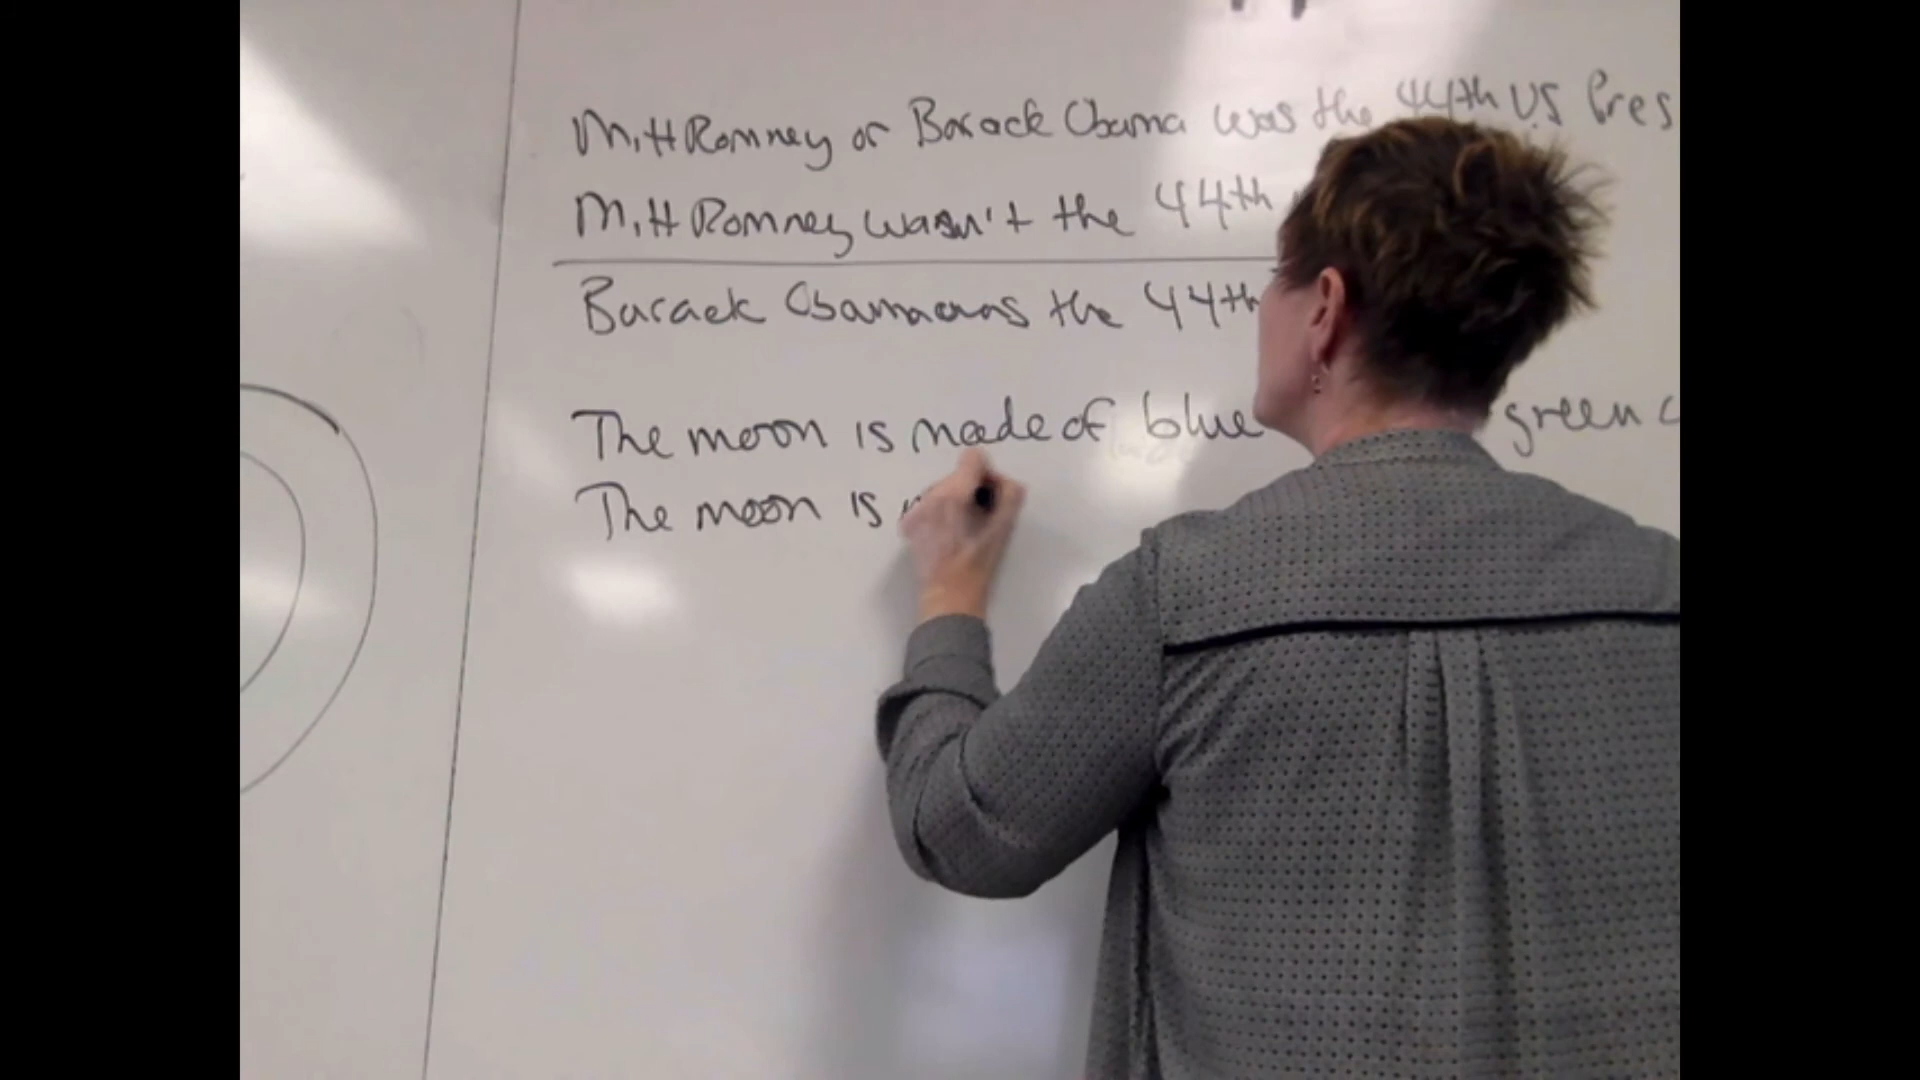 Mitt Romney or Barack Obama was the 44th US Pres
Mitt Romney wasn't the 44th
Barack Obama was the 44th
The moon is made of blue green c
The moon is